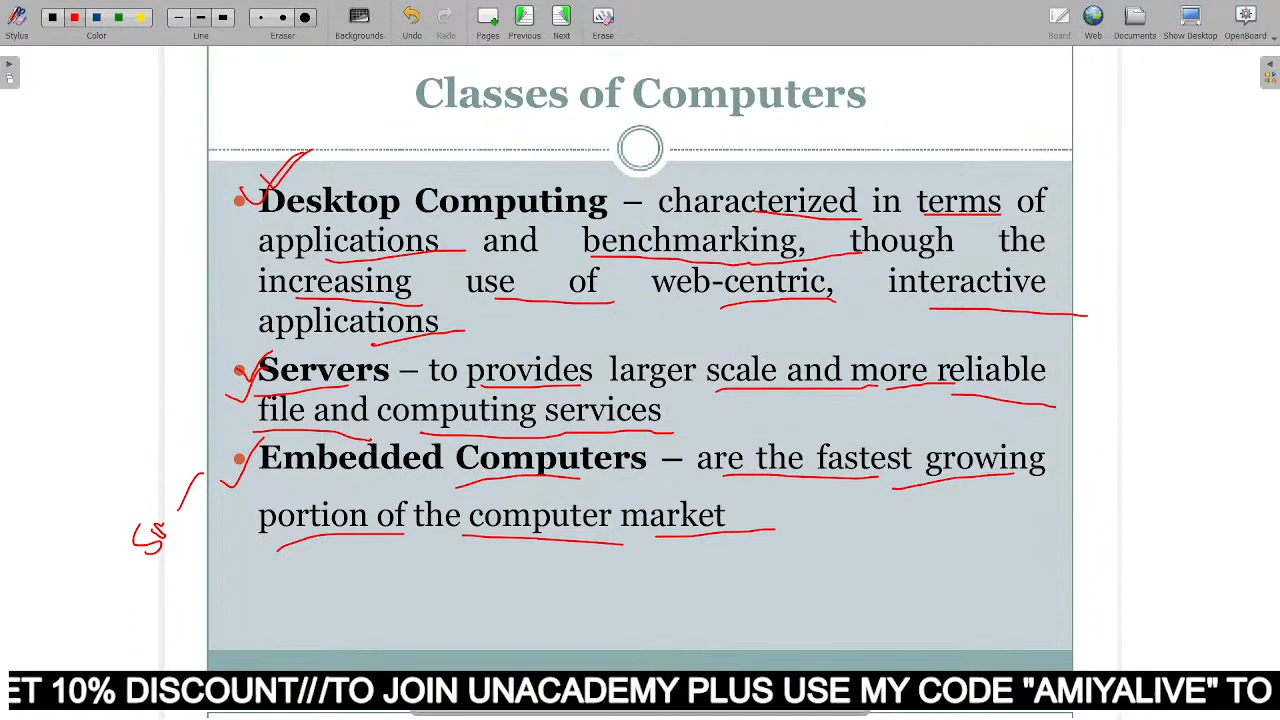 Stylus Color Line Eraser Backgrounds Undo Redo Pages Previous Next Erase Board Web Documents Show Desktop OpenBoard
Classes of Computers
• Desktop Computing – characterized in terms of
applications and benchmarking, though the
increasing use of web-centric, interactive
applications
• Servers – to provides larger scale and more reliable
file and computing services
• Embedded Computers – are the fastest growing
portion of the computer market
ET 10% DISCOUNT///TO JOIN UNACADEMY PLUS USE MY CODE "AMIYALIVE" TO